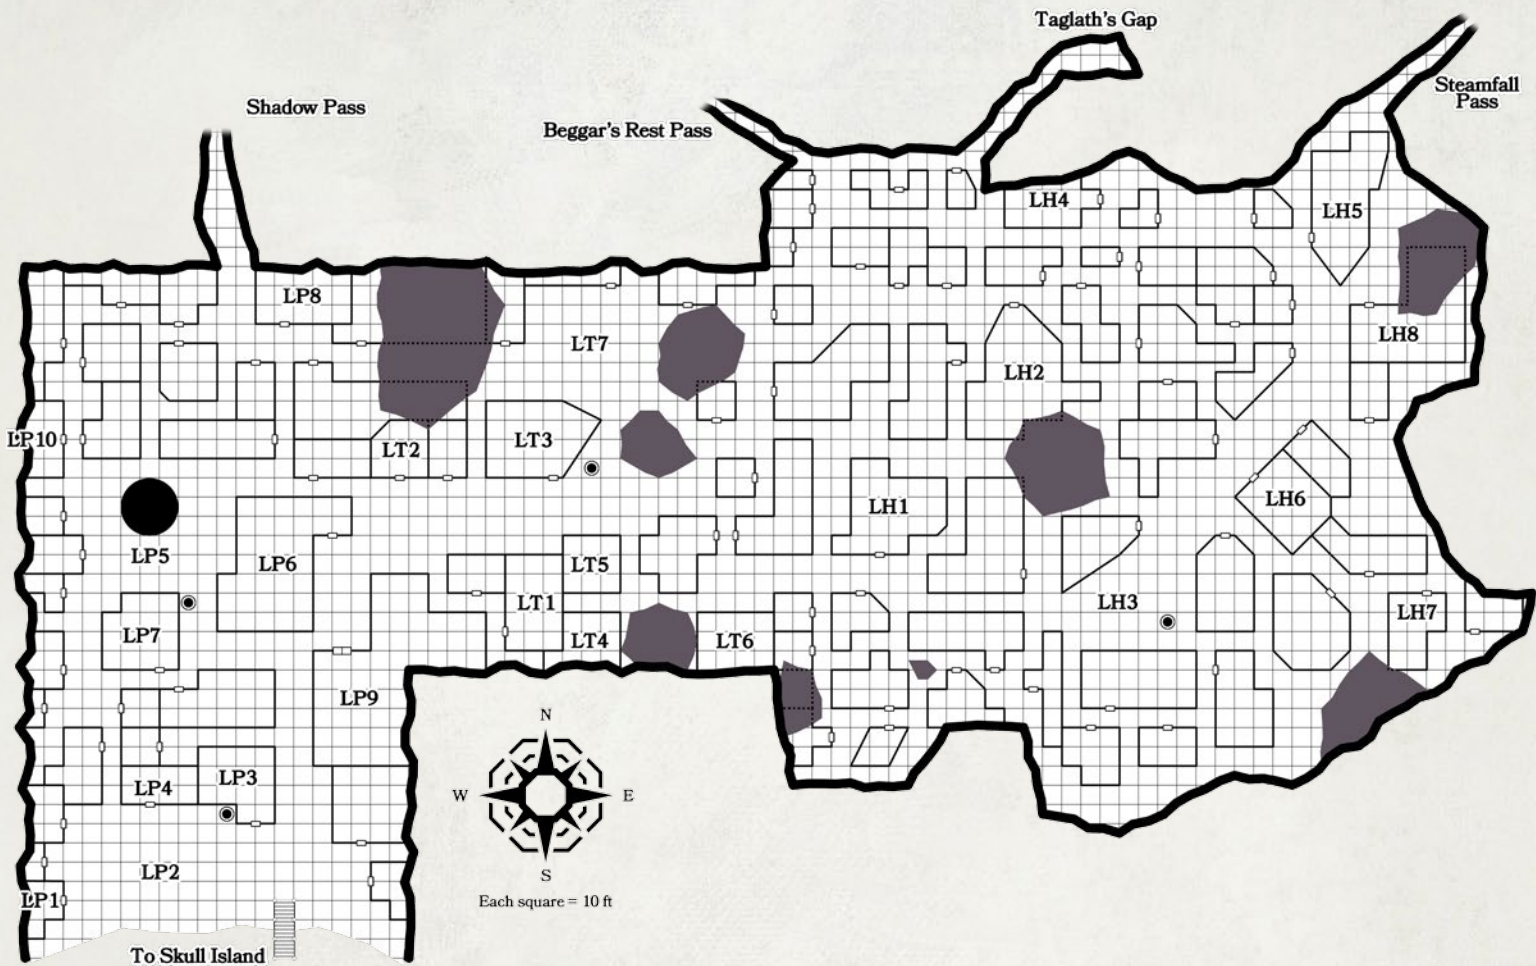 Taglath's Gap
Steamfall
Pass
Shadow Pass
Beggar's Rest Pass
LH4
LH5
LP8
LT7
LH8
LH2
LP10
LT2
LT3
LH1
LH6
LP5
LP6
LT5
LT1
LH3
LH7
LP7
LT4
LT6
LP9
LP4
LP3
LP2
LP1
N
W
E
S
Each square = 10 ft
To Skull Island